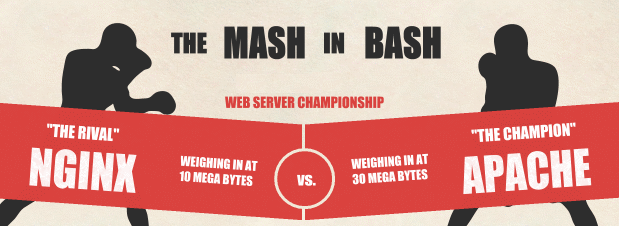 THE MASH IN BASH
WEB SERVER CHAMPIONSHIP
"THE RIVAL"
NGINX
WEIGHING IN AT
10 MEGA BYTES
VS.
WEIGHING IN AT
30 MEGA BYTES
"THE CHAMPION"
APACHE